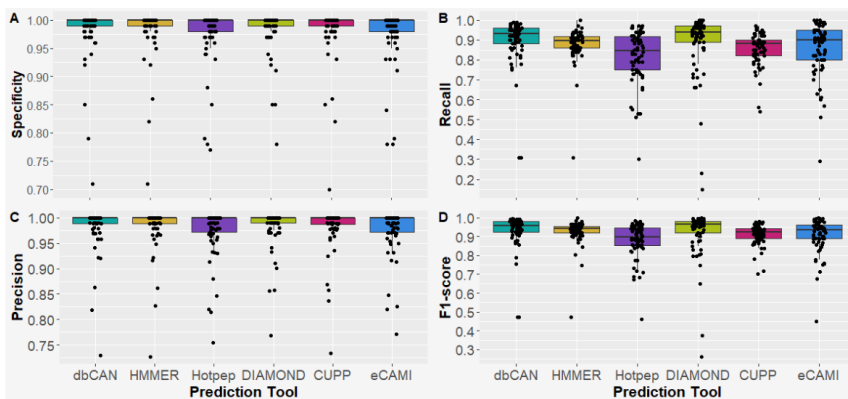 A
Specificity
1.00
0.95
0.90
0.85
0.80
0.75
0.70
B
Recall
1.0
0.9
0.8
0.7
0.6
0.5
0.4
0.3
0.2
C
Precision
1.00
0.95
0.90
0.85
0.80
0.75
dbCAN HMMER Hotpep DIAMOND CUPP eCAMI
Prediction Tool
D
F1-score
1.0
0.9
0.8
0.7
0.6
0.5
0.4
0.3
dbCAN HMMER Hotpep DIAMOND CUPP eCAMI
Prediction Tool